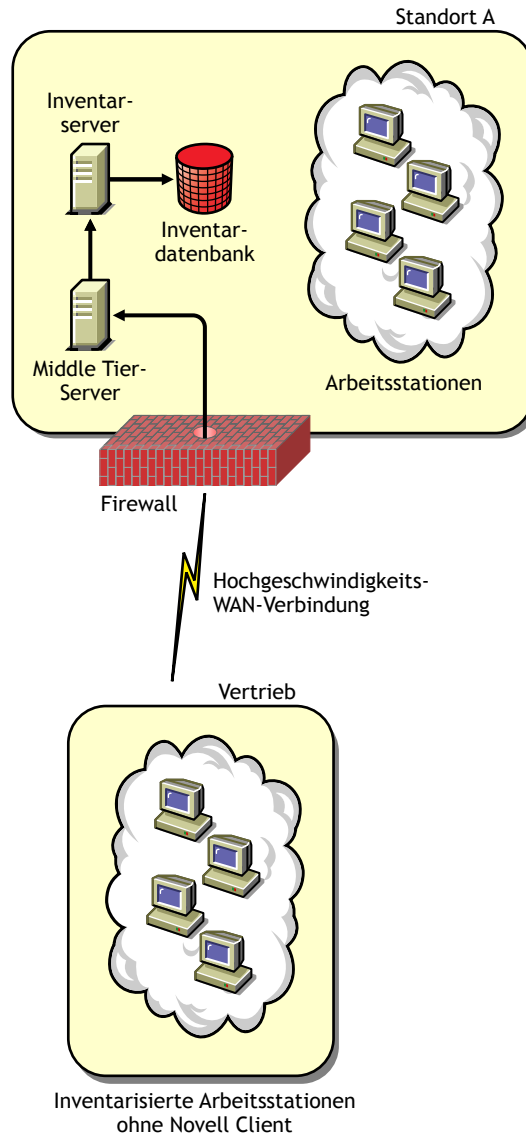 Standort A
Inventar-
server
Inventar-
datenbank
Middle Tier-
Server
Arbeitsstationen
Firewall
Hochgeschwindigkeits-
WAN-Verbindung
Vertrieb
Inventarisierte Arbeitsstationen
ohne Novell Client